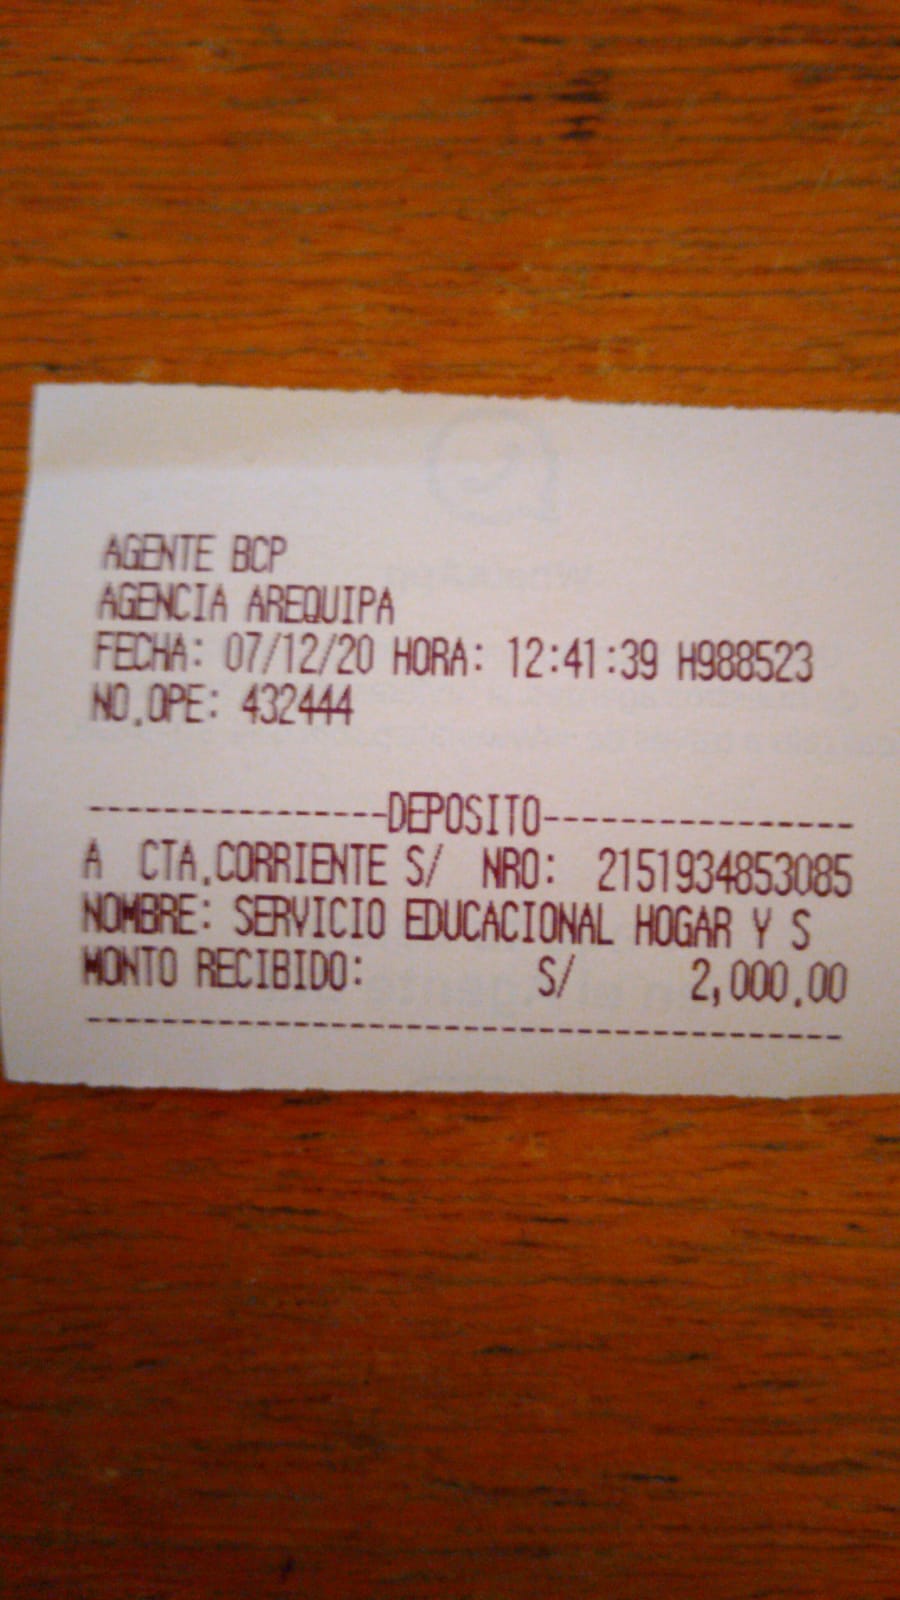 AGENTE BCP
AGENCIA AREQUIPA
FECHA: 07/12/20 HORA: 12:41:39 H988523
NO.OPE: 432444
----------------DEPOSITO----------------
A CTA.CORRIENTE S/ NRO: 2151934853085
NOMBRE: SERVICIO EDUCACIONAL HOGAR Y S
MONTO RECIBIDO: S/ 2,000.00